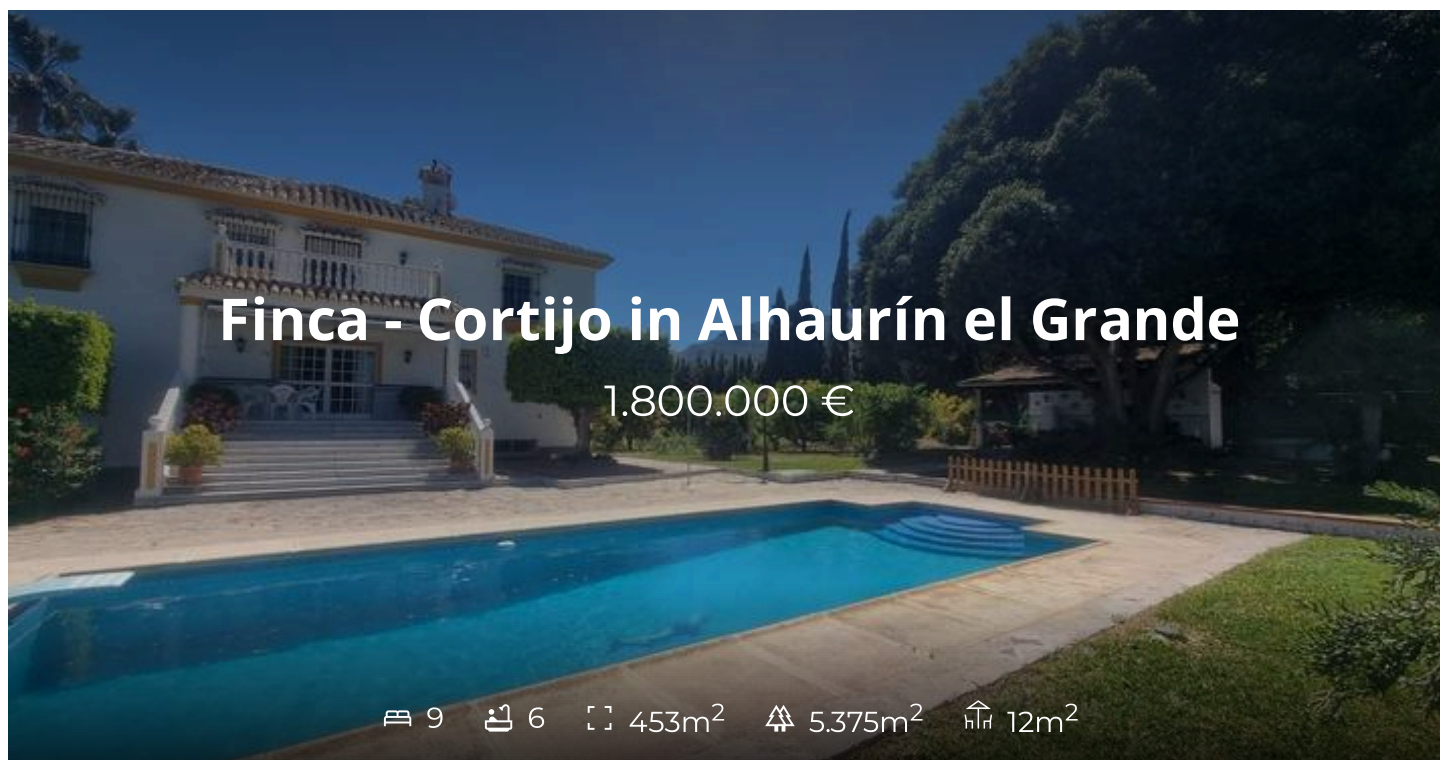 Finca - Cortijo in Alhaurín el Grande
1.800.000 €
9 6 453m² 5.375m² 12m²